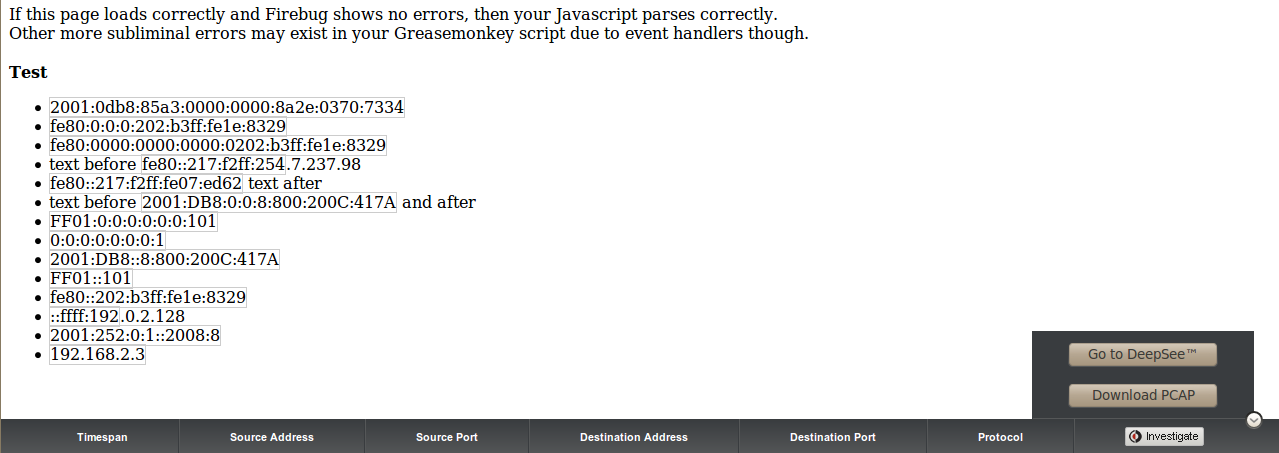 If this page loads correctly and Firebug shows no errors, then your Javascript parses correctly.
Other more subliminal errors may exist in your Greasemonkey script due to event handlers though.
Test
2001:0db8:85a3:0000:0000:8a2e:0370:7334
fe80:0:0:0:202:b3ff:fe1e:8329
fe80:0000:0000:0000:0202:b3ff:fe1e:8329
text before fe80::217:f2ff:254.7.237.98
fe80::217:f2ff:fe07:ed62 text after
text before 2001:DB8:0:0:8:800:200C:417A and after
FF01:0:0:0:0:0:0:101
0:0:0:0:0:0:0:1
2001:DB8::8:800:200C:417A
FF01::101
fe80::202:b3ff:fe1e:8329
::ffff:192.0.2.128
2001:252:0:1::2008:8
192.168.2.3
Go to DeepSee™
Download PCAP
Timespan Source Address Source Port Destination Address Destination Port Protocol Investigate